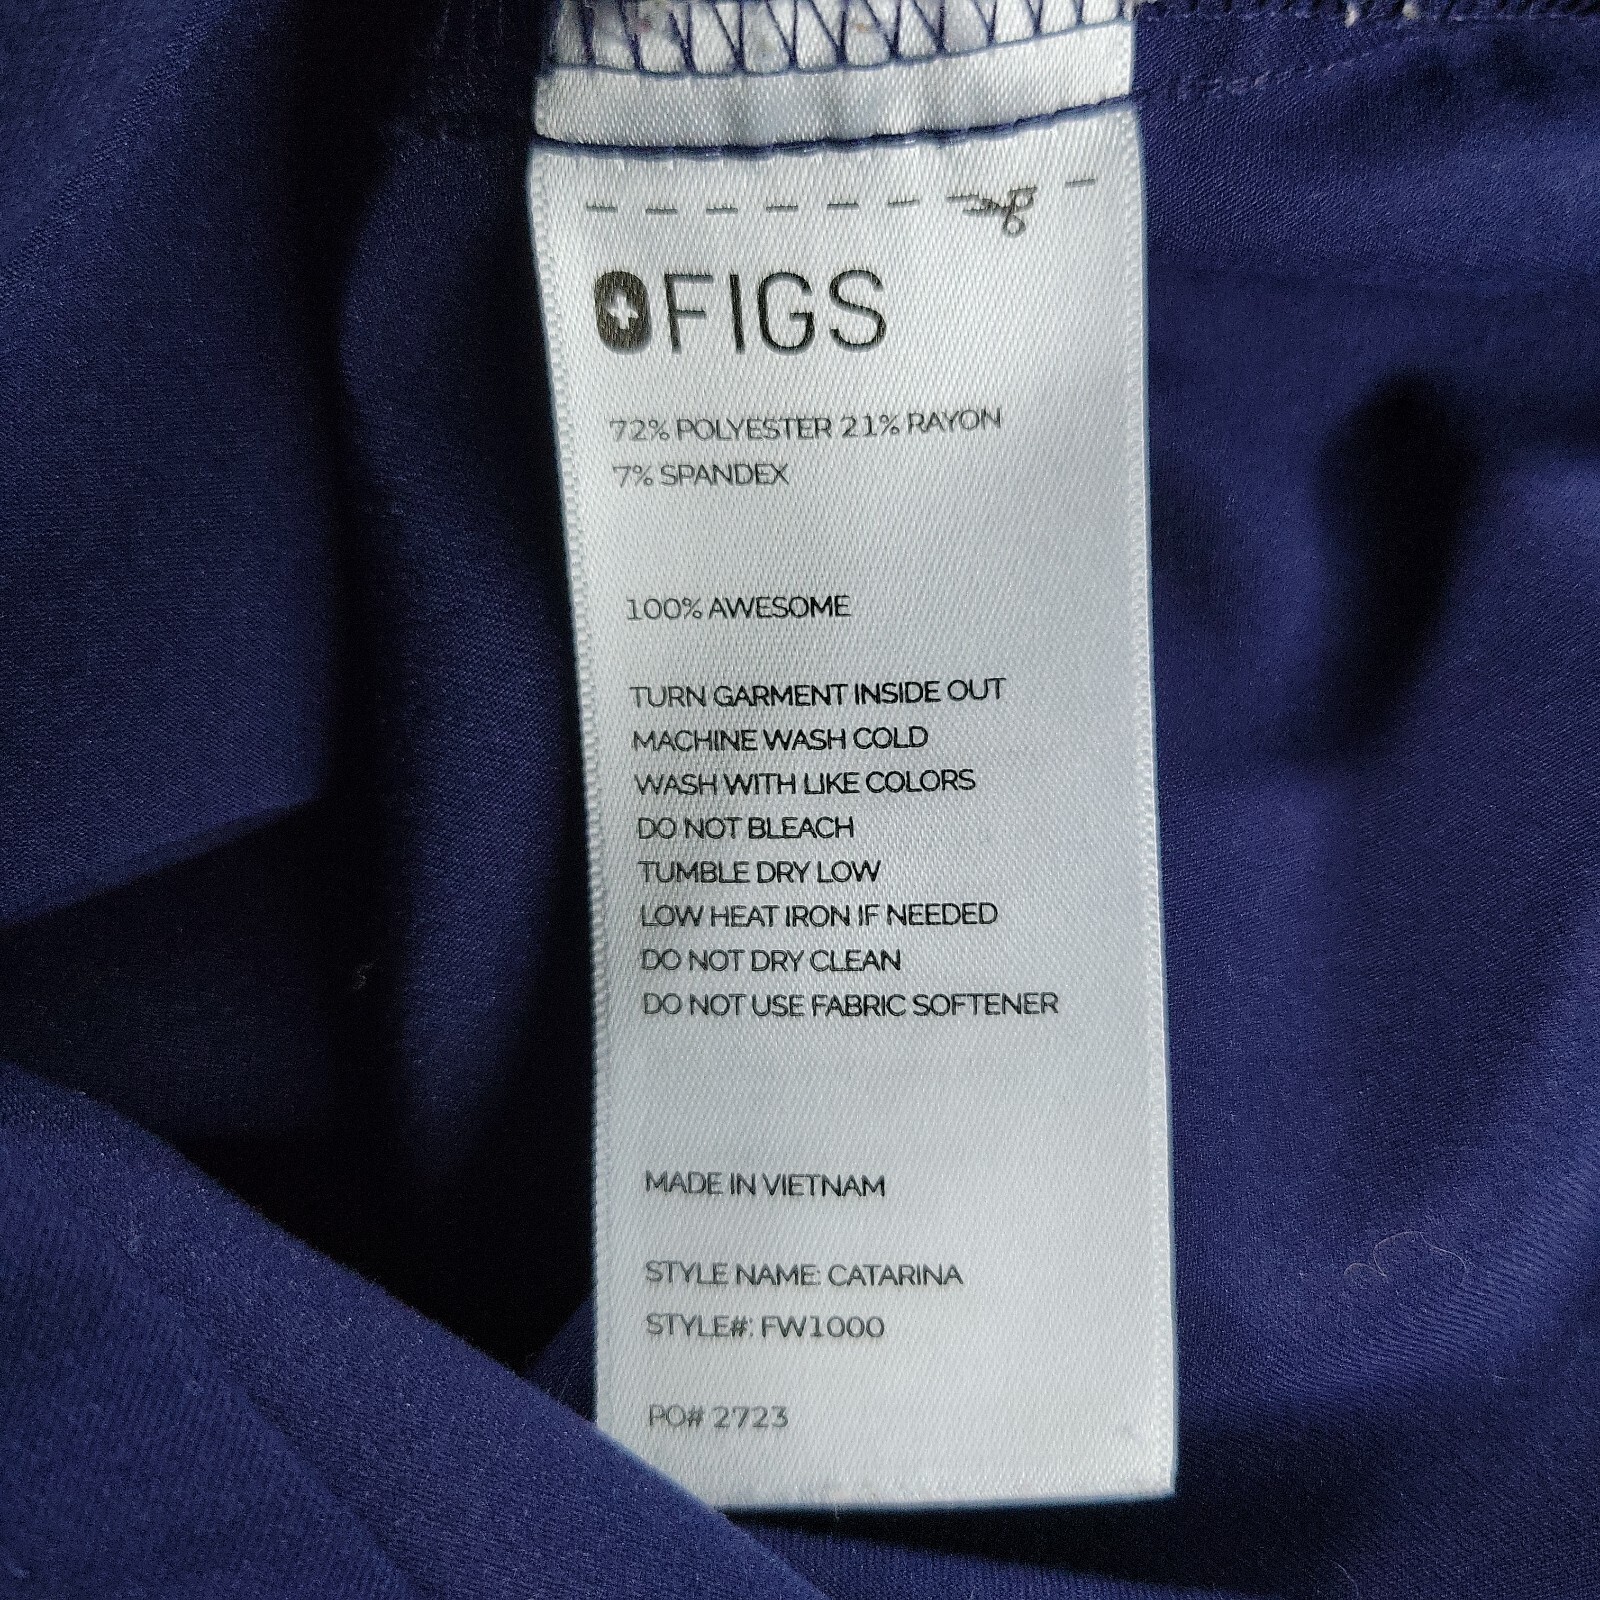 FIGS
72% POLYESTER 21% RAYON
7% SPANDEX
100% AWESOME
TURN GARMENT INSIDE OUT
MACHINE WASH COLD
WASH WITH LIKE COLORS
DO NOT BLEACH
TUMBLE DRY LOW
LOW HEAT IRON IF NEEDED
DO NOT DRY CLEAN
DO NOT USE FABRIC SOFTENER
MADE IN VIETNAM
STYLE NAME: CATARINA
STYLE#: FW1000
PO# 2723